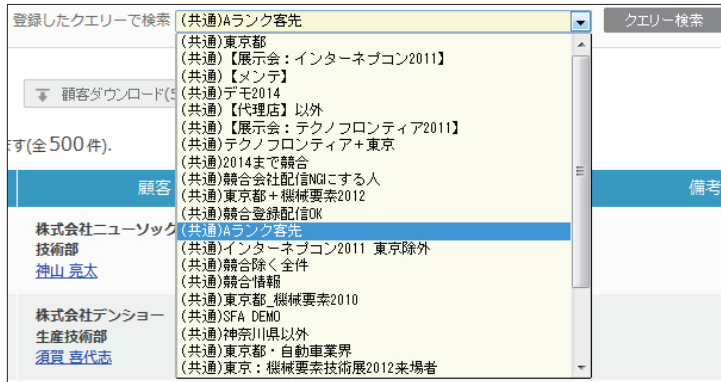 登録したクエリーで検索 (共通)Aランク客先 クエリー検索
(共通)東京都
(共通)【展示会：インターネプコン2011】
(共通)【メンテ】
顧客ダウンロード(5 (共通)デモ2014
(共通)【代理店】以外
(共通)【展示会：テクノフロンティア2011】
ます(全500件). (共通)テクノフロンティア＋東京
(共通)2014まで競合
(共通)競合会社配信NGにする人
顧客 備考
(共通)東京都＋機械要素2012
(共通)競合登録配信OK
株式会社ニューソック (共通)Aランク客先
技術部 (共通)インターネプコン2011 東京除外
神山 亮太 (共通)競合除く全件
(共通)競合情報
(共通)東京都_機械要素2010
株式会社デンショー (共通)SFA DEMO
生産技術部 (共通)神奈川県以外
須賀 喜代志 (共通)東京都・自動車業界
(共通)東京：機械要素技術展2012来場者